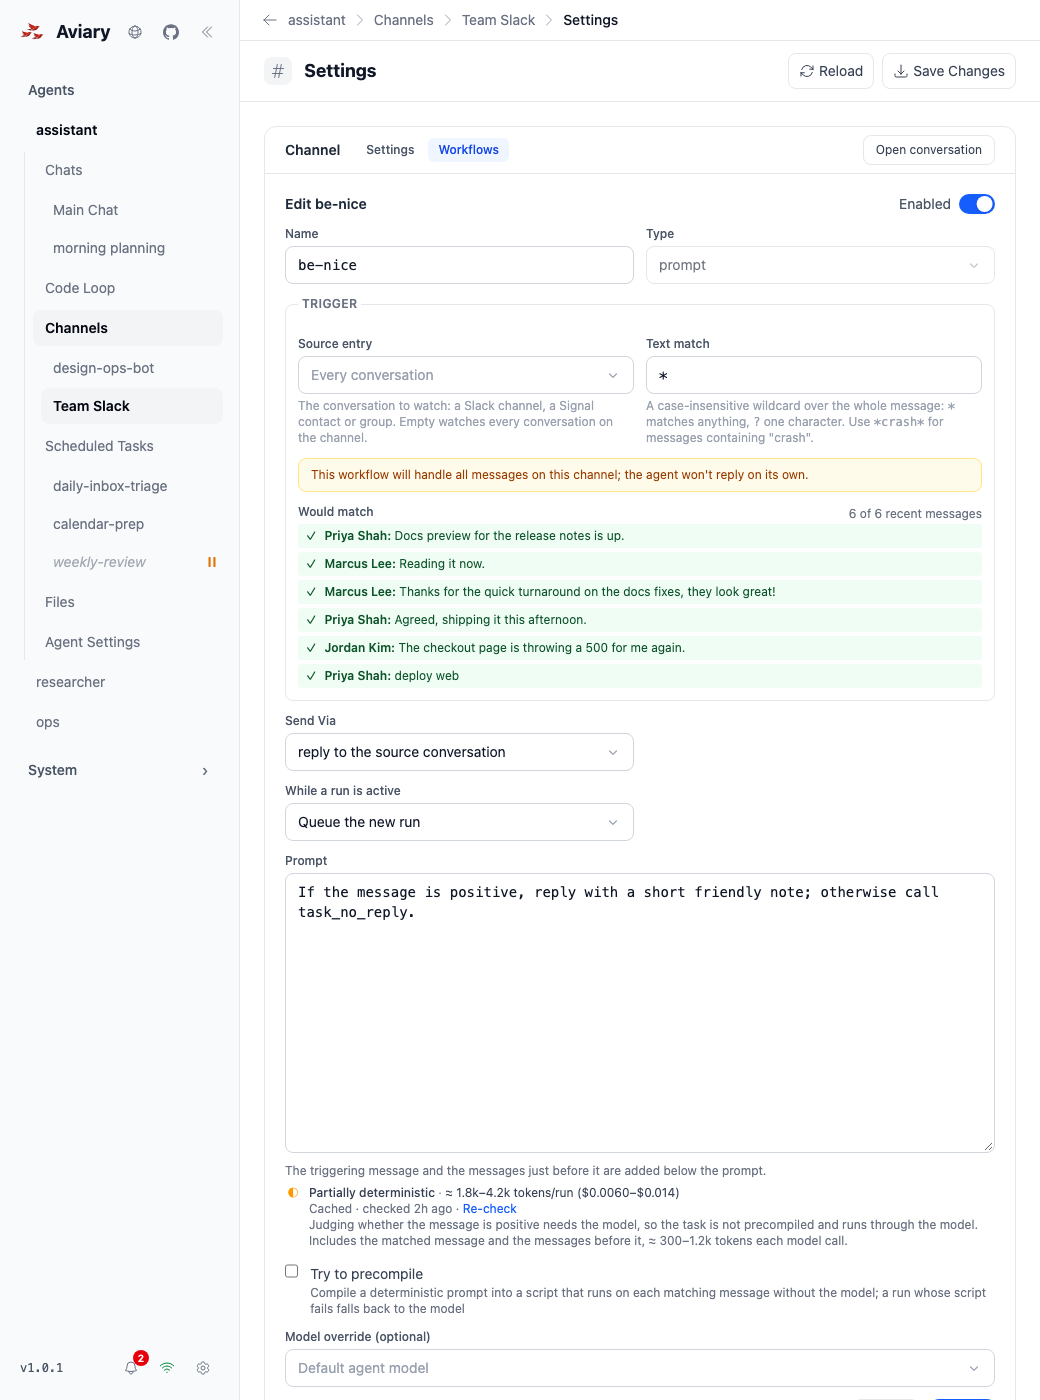 Aviary
Agents
assistant
Chats
Main Chat
morning planning
Code Loop
Channels
design-ops-bot
Team Slack
Scheduled Tasks
daily-inbox-triage
calendar-prep
weekly-review
Files
Agent Settings
researcher
ops
System
v1.0.1
2
assistant
Channels
Team Slack
Settings
# Settings
Reload
Save Changes
Channel
Settings
Workflows
Open conversation
Edit be-nice
Enabled
Name
Type
be-nice
prompt
TRIGGER
Source entry
Text match
Every conversation
*
The conversation to watch: a Slack channel, a Signal
contact or group. Empty watches every conversation on
the channel.
A case-insensitive wildcard over the whole message: *
matches anything, ? one character. Use *crash* for
messages containing "crash".
This workflow will handle all messages on this channel; the agent won't reply on its own.
Would match
6 of 6 recent messages
✓ Priya Shah: Docs preview for the release notes is up.
✓ Marcus Lee: Reading it now.
✓ Marcus Lee: Thanks for the quick turnaround on the docs fixes, they look great!
✓ Priya Shah: Agreed, shipping it this afternoon.
✓ Jordan Kim: The checkout page is throwing a 500 for me again.
✓ Priya Shah: deploy web
Send Via
reply to the source conversation
While a run is active
Queue the new run
Prompt
If the message is positive, reply with a short friendly note; otherwise call
task_no_reply.
The triggering message and the messages just before it are added below the prompt.
Partially deterministic · ≈ 1.8k–4.2k tokens/run ($0.0060–$0.014)
Cached · checked 2h ago · Re-check
Judging whether the message is positive needs the model, so the task is not precompiled and runs through the model.
Includes the matched message and the messages before it, ≈ 300–1.2k tokens each model call.
Try to precompile
Compile a deterministic prompt into a script that runs on each matching message without the model; a run whose script
fails falls back to the model
Model override (optional)
Default agent model